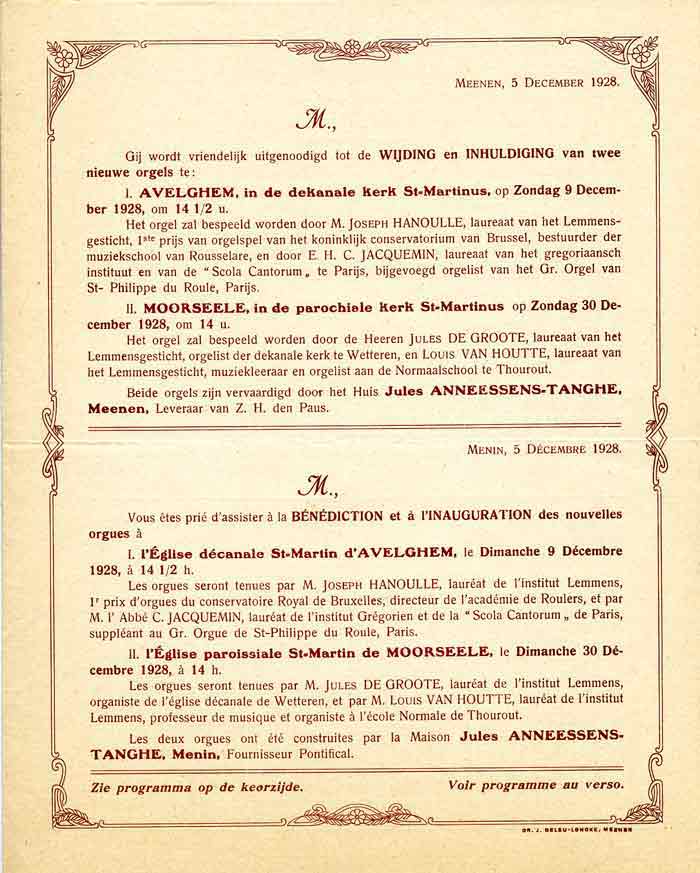 MEENEN, 5 DECEMBER 1928.
M.,
Gij wordt vriendelijk uitgenoodigd tot de WIJDING en INHULDIGING van twee
nieuwe orgels te:
I. AVELGHEM, in de dekanale kerk St-Martinus, op Zondag 9 Decem-
ber 1928, om 14 1/2 u.
Het orgel zal bespeeld worden door M. JOSEPH HANOULLE, laureaat van het Lemmens-
gesticht, 1ste prijs van orgelspel van het koninklijk conservatorium van Brussel, bestuurder der
muziekschool van Rousselare, en door E. H. C. JACQUEMIN, laureaat van het gregoriaansch
instituut en van de “ Scola Cantorum „ te Parijs, bijgevoegd orgelist van het Gr. Orgel van
St- Philippe du Roule, Parijs.
II. MOORSEELE, in de parochiale kerk St-Martinus op Zondag 30 De-
cember 1928, om 14 u.
Het orgel zal bespeeld worden door de Heeren JULES DE GROOTE, laureaat van het
Lemmensgesticht, orgelist der dekanale kerk te Wetteren, en LOUIS VAN HOUTTE, laureaat van
het Lemmensgesticht, muziekleeraar en orgelist aan de Normaalschool te Thourout.
Beide orgels zijn vervaardigd door het Huis Jules ANNEESSENS-TANGHE,
Meenen, Leveraar van Z. H. den Paus.
MENIN, 5 DÉCEMBRE 1928.
M.,
Vous êtes prié d'assister à la BÉNÉDICTION et à l'INAUGURATION des nouvelles
orgues à
I. l'Église décanale St-Martin d'AVELGHEM, le Dimanche 9 Décembre
1928, à 14 1/2 h.
Les orgues seront tenues par M. JOSEPH HANOULLE, lauréat de l'institut Lemmens,
1r prix d'orgues du conservatoire Royal de Bruxelles, directeur de l'académie de Roulers, et par
M. l' Abbé C. JACQUEMIN, lauréat de l'institut Grégorien et de la “ Scola Cantorum „ de Paris,
suppléant au Gr. Orgue de St-Philippe du Roule, Paris.
II. l'Église paroissiale St-Martin de MOORSEELE, le Dimanche 30 Dé-
cembre 1928, à 14 h.
Les orgues seront tenues par M. JULES DE GROOTE, lauréat de l'institut Lemmens,
organiste de l'église décanale de Wetteren, et par M. LOUIS VAN HOUTTE, lauréat de l'institut
Lemmens, professeur de musique et organiste à l'école Normale de Thourout.
Les deux orgues ont été construites par la Maison Jules ANNEESSENS-
TANGHE, Menin, Fournisseur Pontifical.
Zie programma op de keerzijde. Voir programme au verso.
DR. J. DELEU-LONCKE, MEENEN